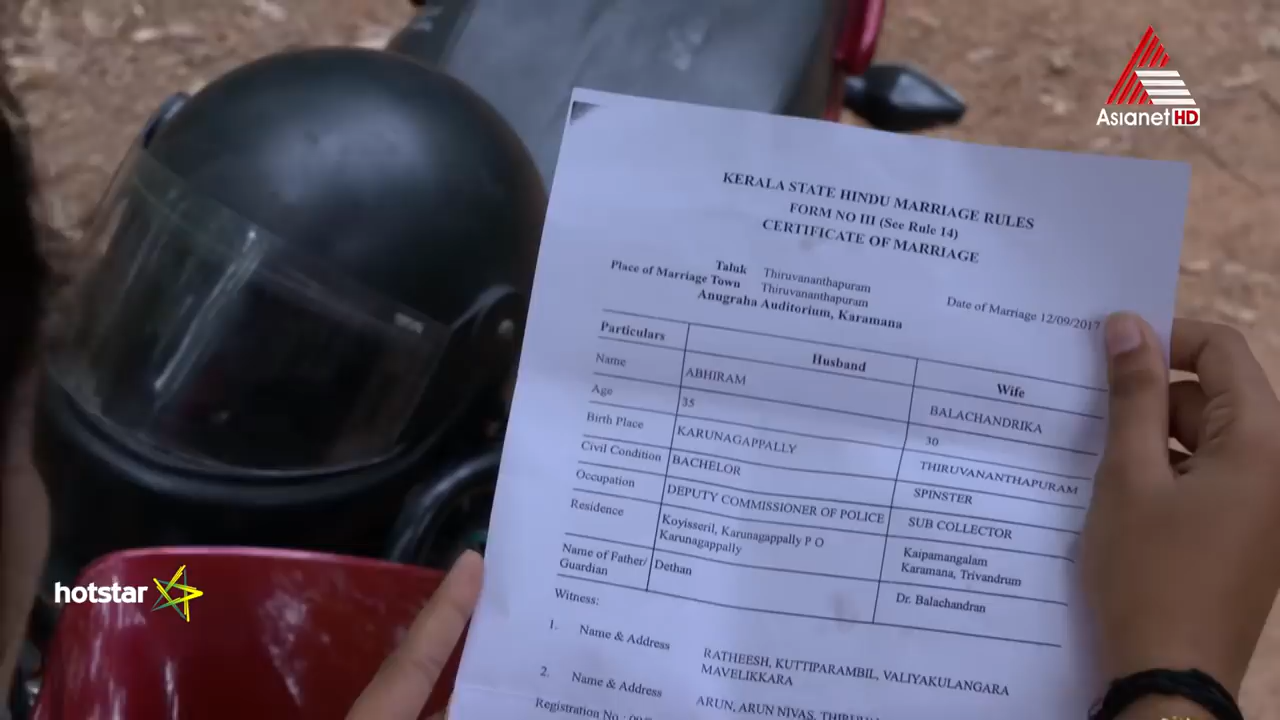 Asianet HD
KERALA STATE HINDU MARRIAGE RULES
FORM NO III (See Rule 14)
CERTIFICATE OF MARRIAGE
Taluk Thiruvananthapuram
Place of Marriage Town Thiruvananthapuram
Anugraha Auditorium, Karamana
Date of Marriage 12/09/2017
Particulars Husband Wife
Name ABHIRAM BALACHANDRIKA
Age 35 30
Birth Place KARUNAGAPPALLY THIRUVANANTHAPURAM
Civil Condition BACHELOR SPINSTER
Occupation DEPUTY COMMISSIONER OF POLICE SUB COLLECTOR
Residence Koyisseril, Karunagappally P O Kaipamangalam
Karunagappally Karamana, Trivandrum
Name of Father/ Dethan Dr. Balachandran
Guardian
Witness:
1. Name & Address RATHEESH, KUTTIPARAMBIL, VALIYAKULANGARA
MAVELIKKARA
2. Name & Address ARUN, ARUN NIVAS,
Registration No :
hotstar